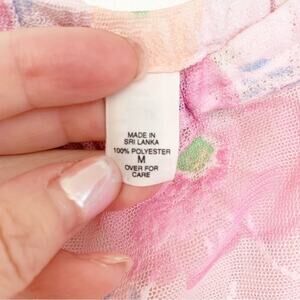 MADE IN
SRI LANKA
100% POLYESTER
M
OVER FOR
CARE